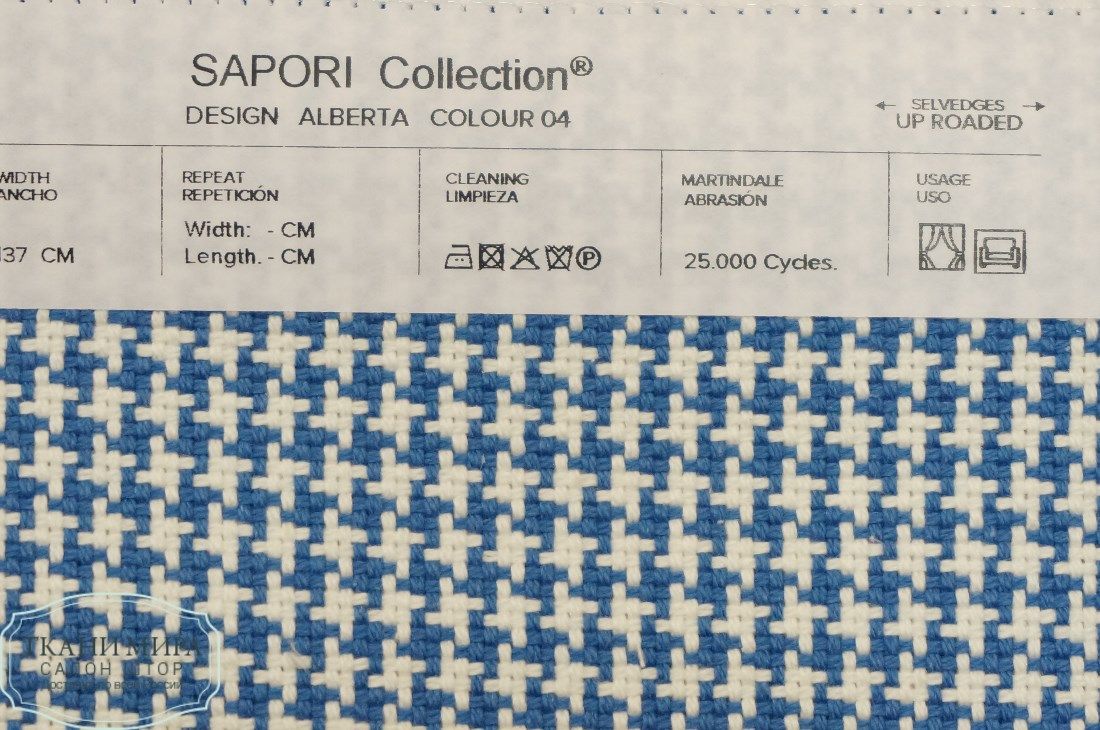 SAPORI Collection®
DESIGN ALBERTA COLOUR 04
SELVEDGES
UP ROADED
WIDTH
ANCHO
137 CM
REPEAT
REPETICIÓN
Width: - CM
Length. - CM
CLEANING
LIMPIEZA
P
MARTINDALE
ABRASIÓN
25.000 Cycles.
USAGE
USO
ТКАНИ МИРА
САЛОН ШТОР